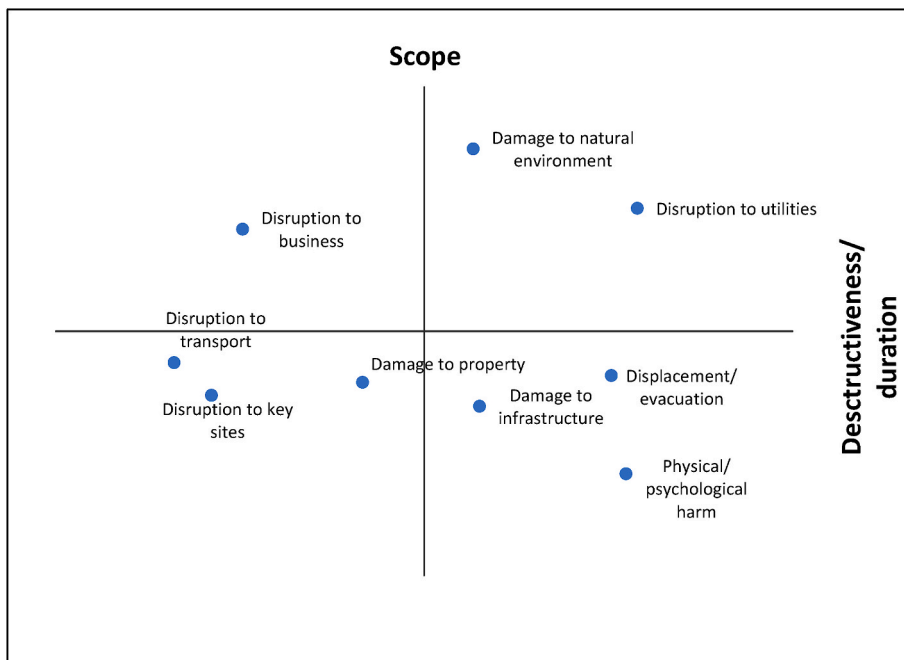 Scope
Damage to natural
environment
Disruption to utilities
Disruption to
business
Desctructiveness/
duration
Disruption to
transport
Damage to property
Displacement/
evacuation
Disruption to key
sites
Damage to
infrastructure
Physical/
psychological
harm